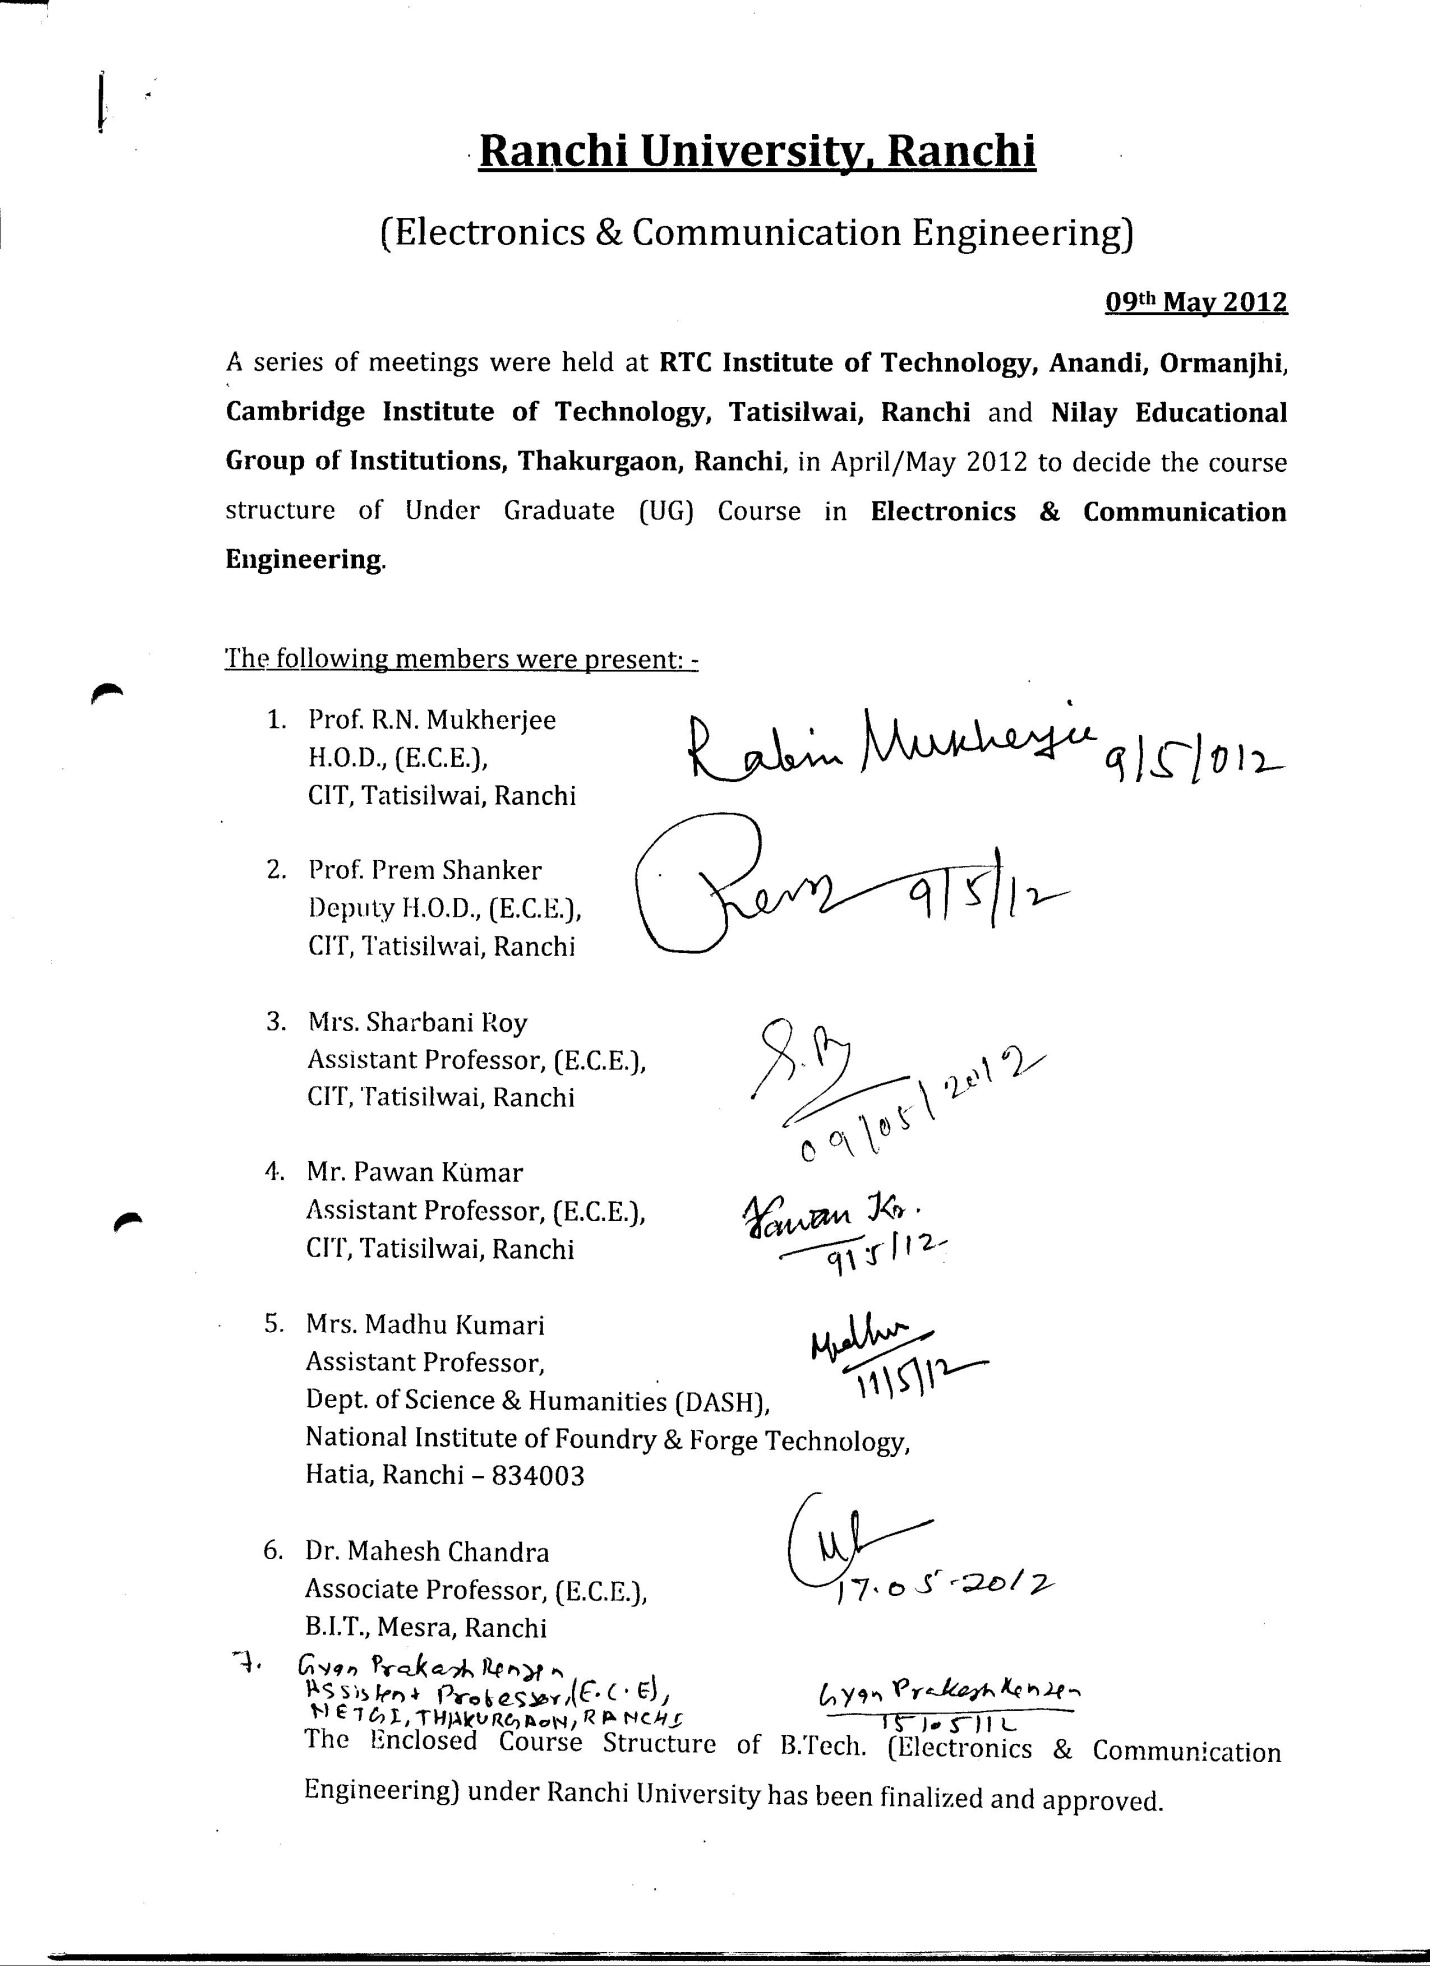 Ranchi University, Ranchi
(Electronics & Communication Engineering)
09th May 2012
A series of meetings were held at RTC Institute of Technology, Anandi, Ormanjhi,
Cambridge Institute of Technology, Tatisilwai, Ranchi and Nilay Educational
Group of Institutions, Thakurgaon, Ranchi, in April/May 2012 to decide the course
structure of Under Graduate (UG) Course in Electronics & Communication
Engineering.
The following members were present: -
1. Prof. R.N. Mukherjee
H.O.D., (E.C.E.),
CIT, Tatisilwai, Ranchi
Rabin Mukherjee 9/5/012
2. Prof. Prem Shanker
Deputy H.O.D., (E.C.E.),
CIT, Tatisilwai, Ranchi
Prem 9/5/12
3. Mrs. Sharbani Roy
Assistant Professor, (E.C.E.),
CIT, Tatisilwai, Ranchi
S.R
09/05/2012
4. Mr. Pawan Kumar
Assistant Professor, (E.C.E.),
CIT, Tatisilwai, Ranchi
Pawan Kr.
9/5/12
5. Mrs. Madhu Kumari
Assistant Professor,
Dept. of Science & Humanities (DASH),
National Institute of Foundry & Forge Technology,
Hatia, Ranchi – 834003
Madhu
11/5/12
6. Dr. Mahesh Chandra
Associate Professor, (E.C.E.),
B.I.T., Mesra, Ranchi
17.05-2012
7. Gyan Prakash Kenzen
Assistent Professor, (E.C.E),
THAKURGAON, RANCHI
Gyan Prakash Kenzen
15/05/12
The Enclosed Course Structure of B.Tech. (Electronics & Communication
Engineering) under Ranchi University has been finalized and approved.